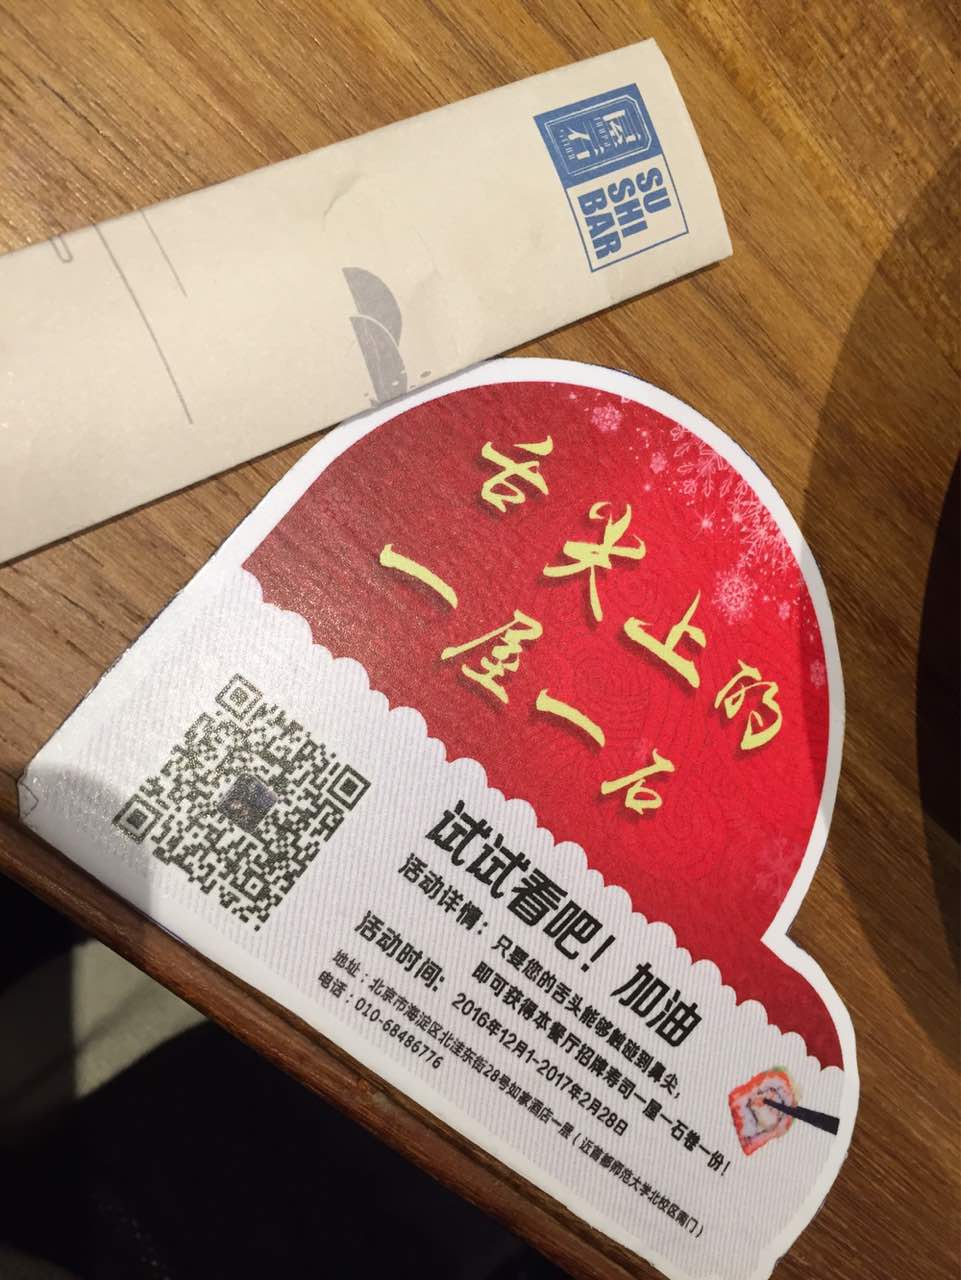 SU
SHI
BAR
舌尖上的
一屋一石
试试看吧！加油
活动详情：只要您的舌头能够触碰到鼻尖，
即可获得本餐厅招牌寿司一屋一石卷一份！
活动时间：2016年12月1-2017年2月28日
地址：北京市海淀区北洼东街28号如家酒店一层（近首都师范大学北校区南门）
电话：010-68486776